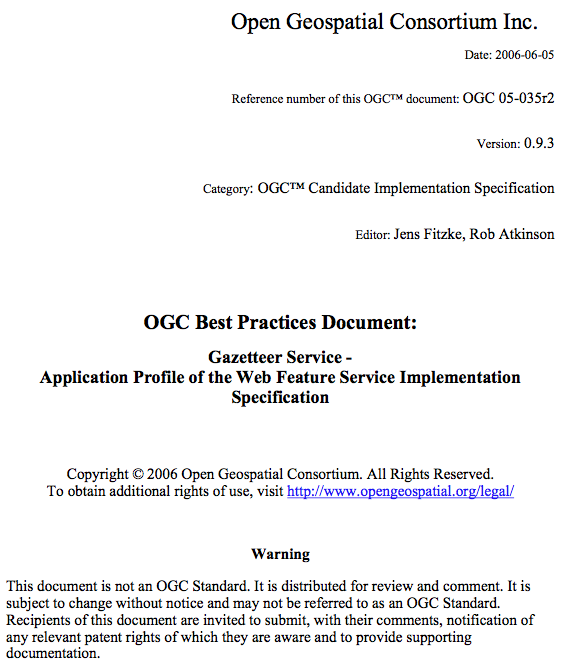 Open Geospatial Consortium Inc.
Date: 2006-06-05
Reference number of this OGC™ document: OGC 05-035r2
Version: 0.9.3
Category: OGC™ Candidate Implementation Specification
Editor: Jens Fitzke, Rob Atkinson
OGC Best Practices Document:
Gazetteer Service -
Application Profile of the Web Feature Service Implementation
Specification
Copyright © 2006 Open Geospatial Consortium. All Rights Reserved.
To obtain additional rights of use, visit http://www.opengeospatial.org/legal/
Warning
This document is not an OGC Standard. It is distributed for review and comment. It is
subject to change without notice and may not be referred to as an OGC Standard.
Recipients of this document are invited to submit, with their comments, notification of
any relevant patent rights of which they are aware and to provide supporting
documentation.